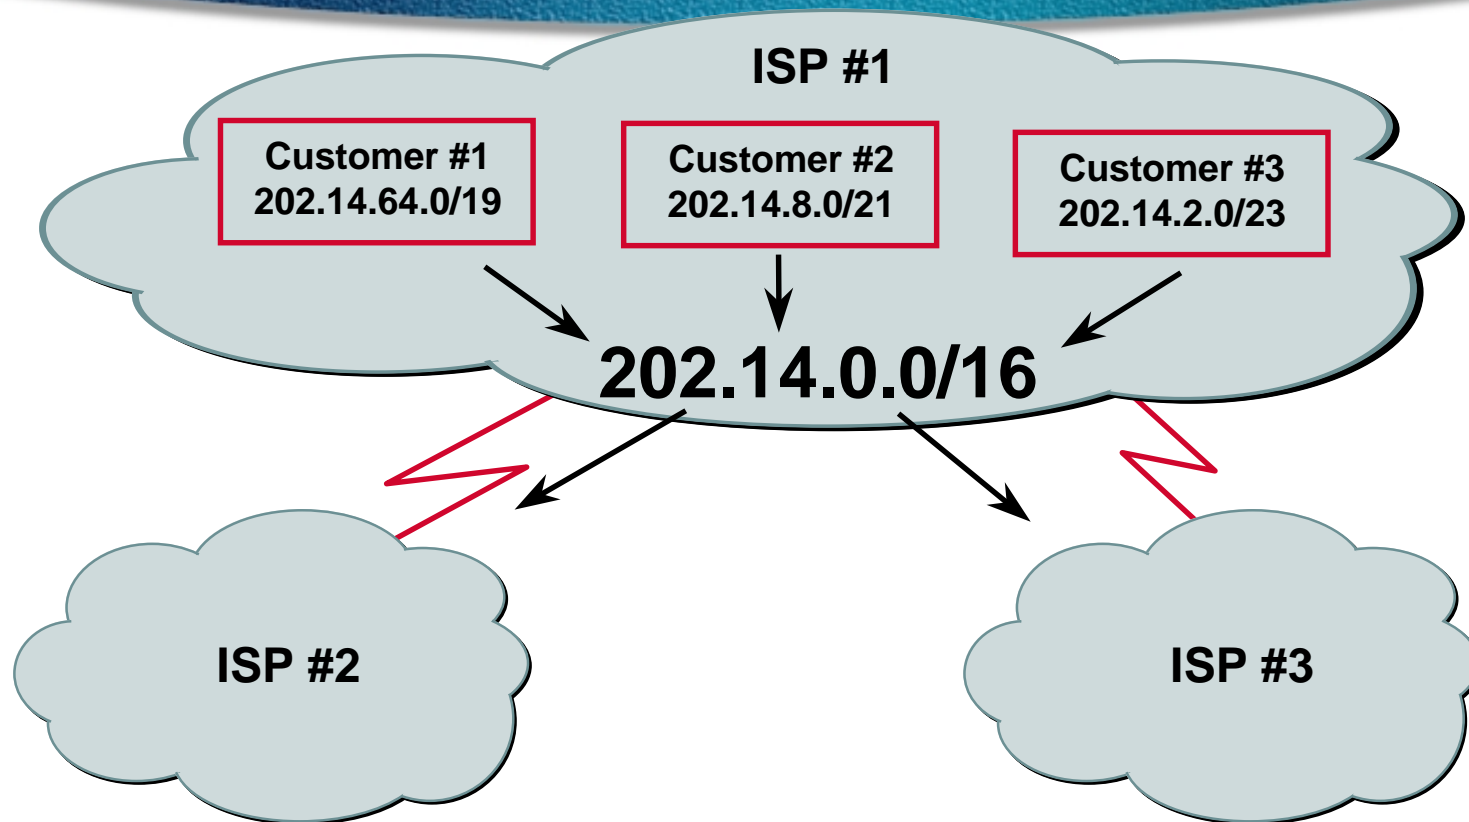 ISP #1
Customer #1
202.14.64.0/19
Customer #2
202.14.8.0/21
Customer #3
202.14.2.0/23
202.14.0.0/16
ISP #2
ISP #3